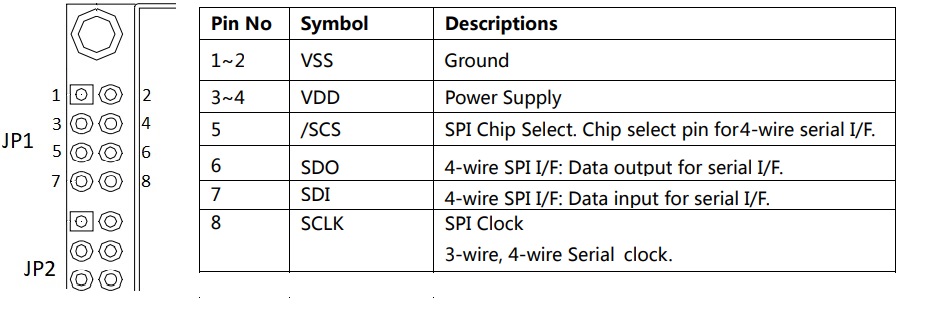 Pin No Symbol Descriptions
1~2 VSS Ground
3~4 VDD Power Supply
5 /SCS SPI Chip Select. Chip select pin for4-wire serial I/F.
6 SDO 4-wire SPI I/F: Data output for serial I/F.
7 SDI 4-wire SPI I/F: Data input for serial I/F.
8 SCLK SPI Clock
3-wire, 4-wire Serial clock.
1 2
3 4
JP1
5 6
7 8
JP2